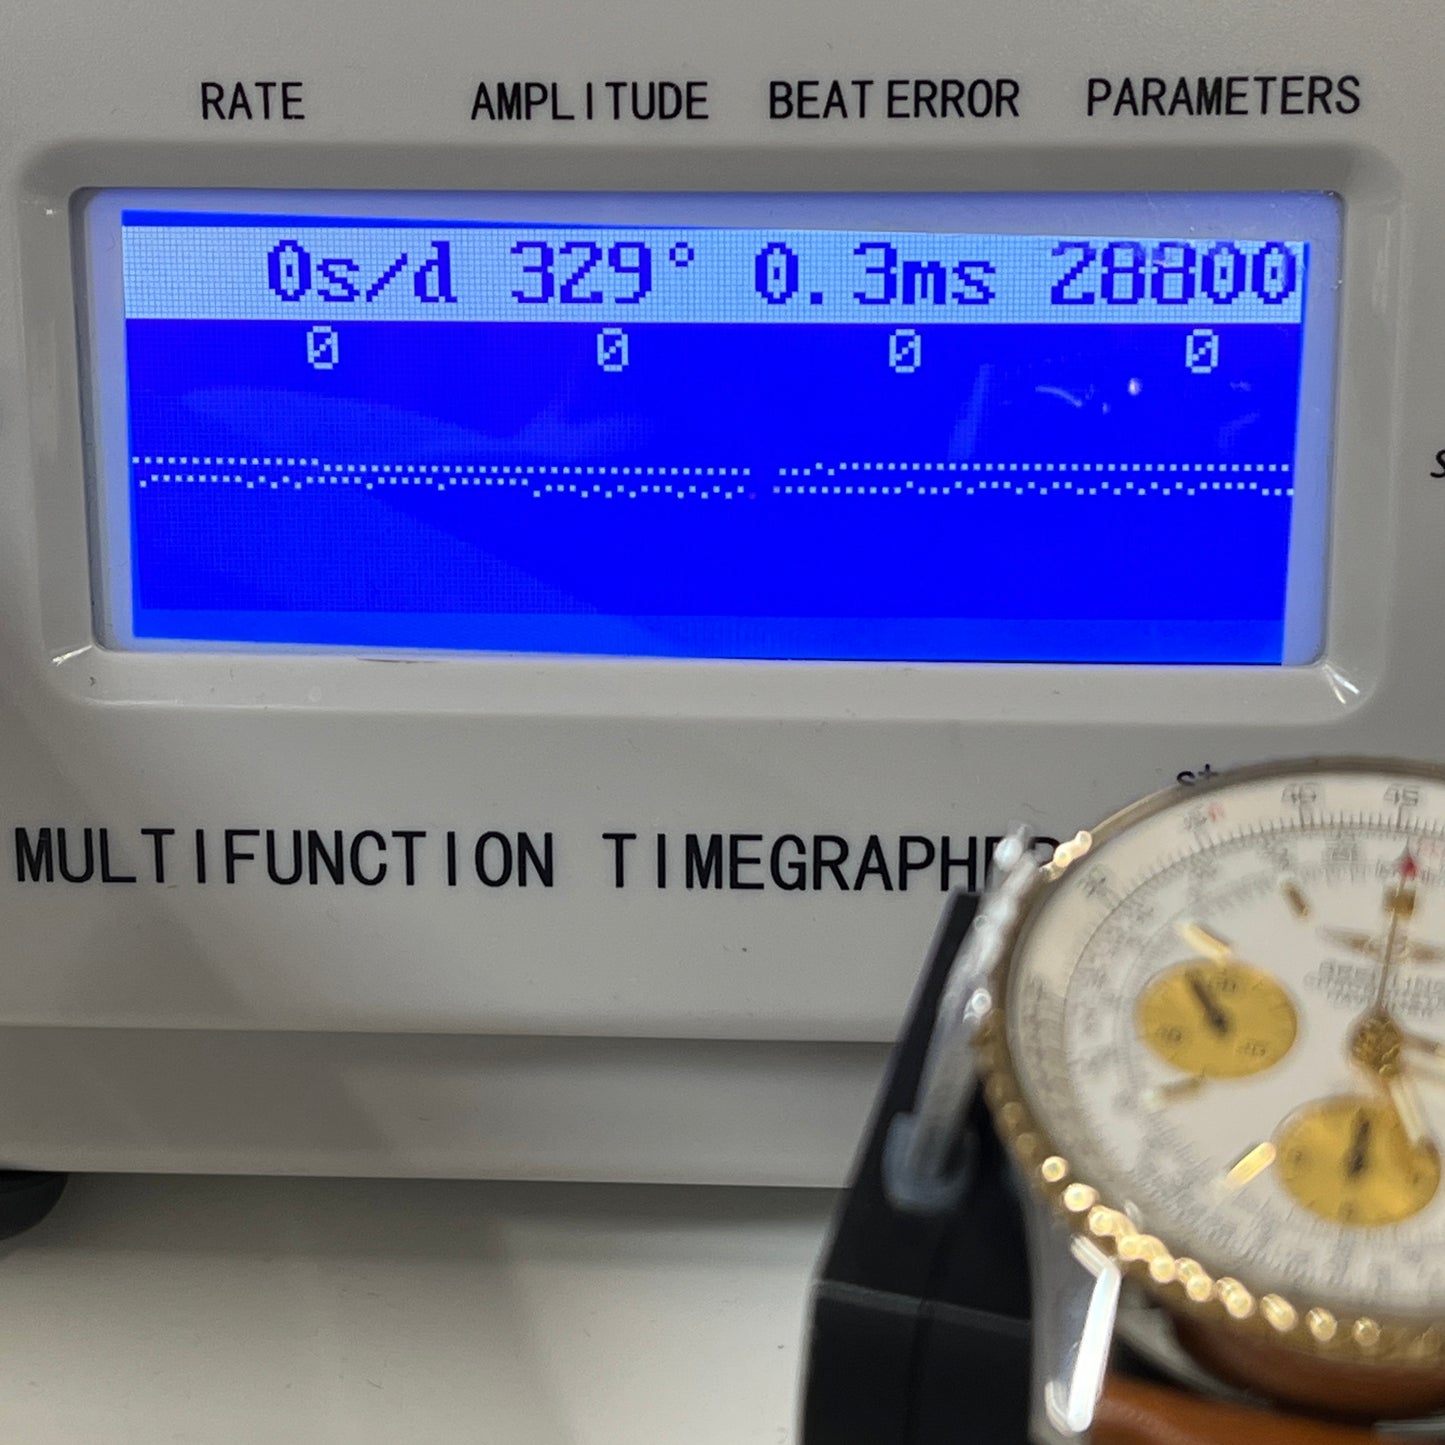 RATE AMPLITUDE BEAT ERROR PARAMETERS
0s/d 329° 0.3ms 28800
0 0 0 0
MULTIFUNCTION TIMEGRAPHER